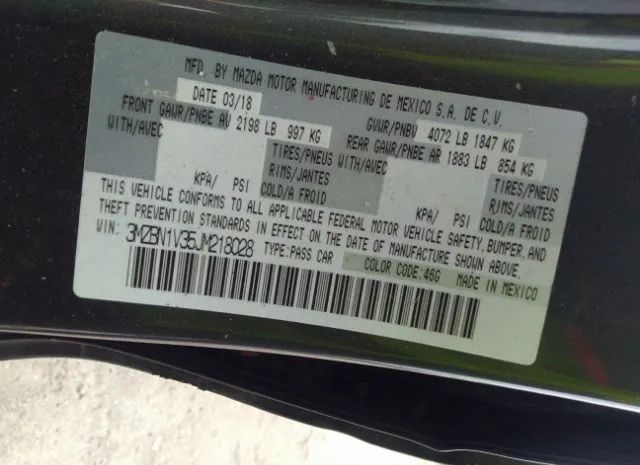 MFD. BY MAZDA MOTOR MANUFACTURING DE MEXICO S.A. DE C.V.
DATE 03/18 GVWR/PNBV 4072 LB 1847 KG
FRONT GAWR/PNBE AV 2198 LB 997 KG REAR GAWR/PNBE AR 1883 LB 854 KG
WITH/AVEC TIRES/PNEUS WITH/AVEC TIRES/PNEUS
RIMS/JANTES RIMS/JANTES
KPA/ PSI COLD/A FROID KPA/ PSI COLD/A FROID
THIS VEHICLE CONFORMS TO ALL APPLICABLE FEDERAL MOTOR VEHICLE SAFETY, BUMPER, AND
THEFT PREVENTION STANDARDS IN EFFECT ON THE DATE OF MANUFACTURE SHOWN ABOVE.
VIN: 3MZBN1V35JM218028 TYPE:PASS CAR COLOR CODE:46G MADE IN MEXICO